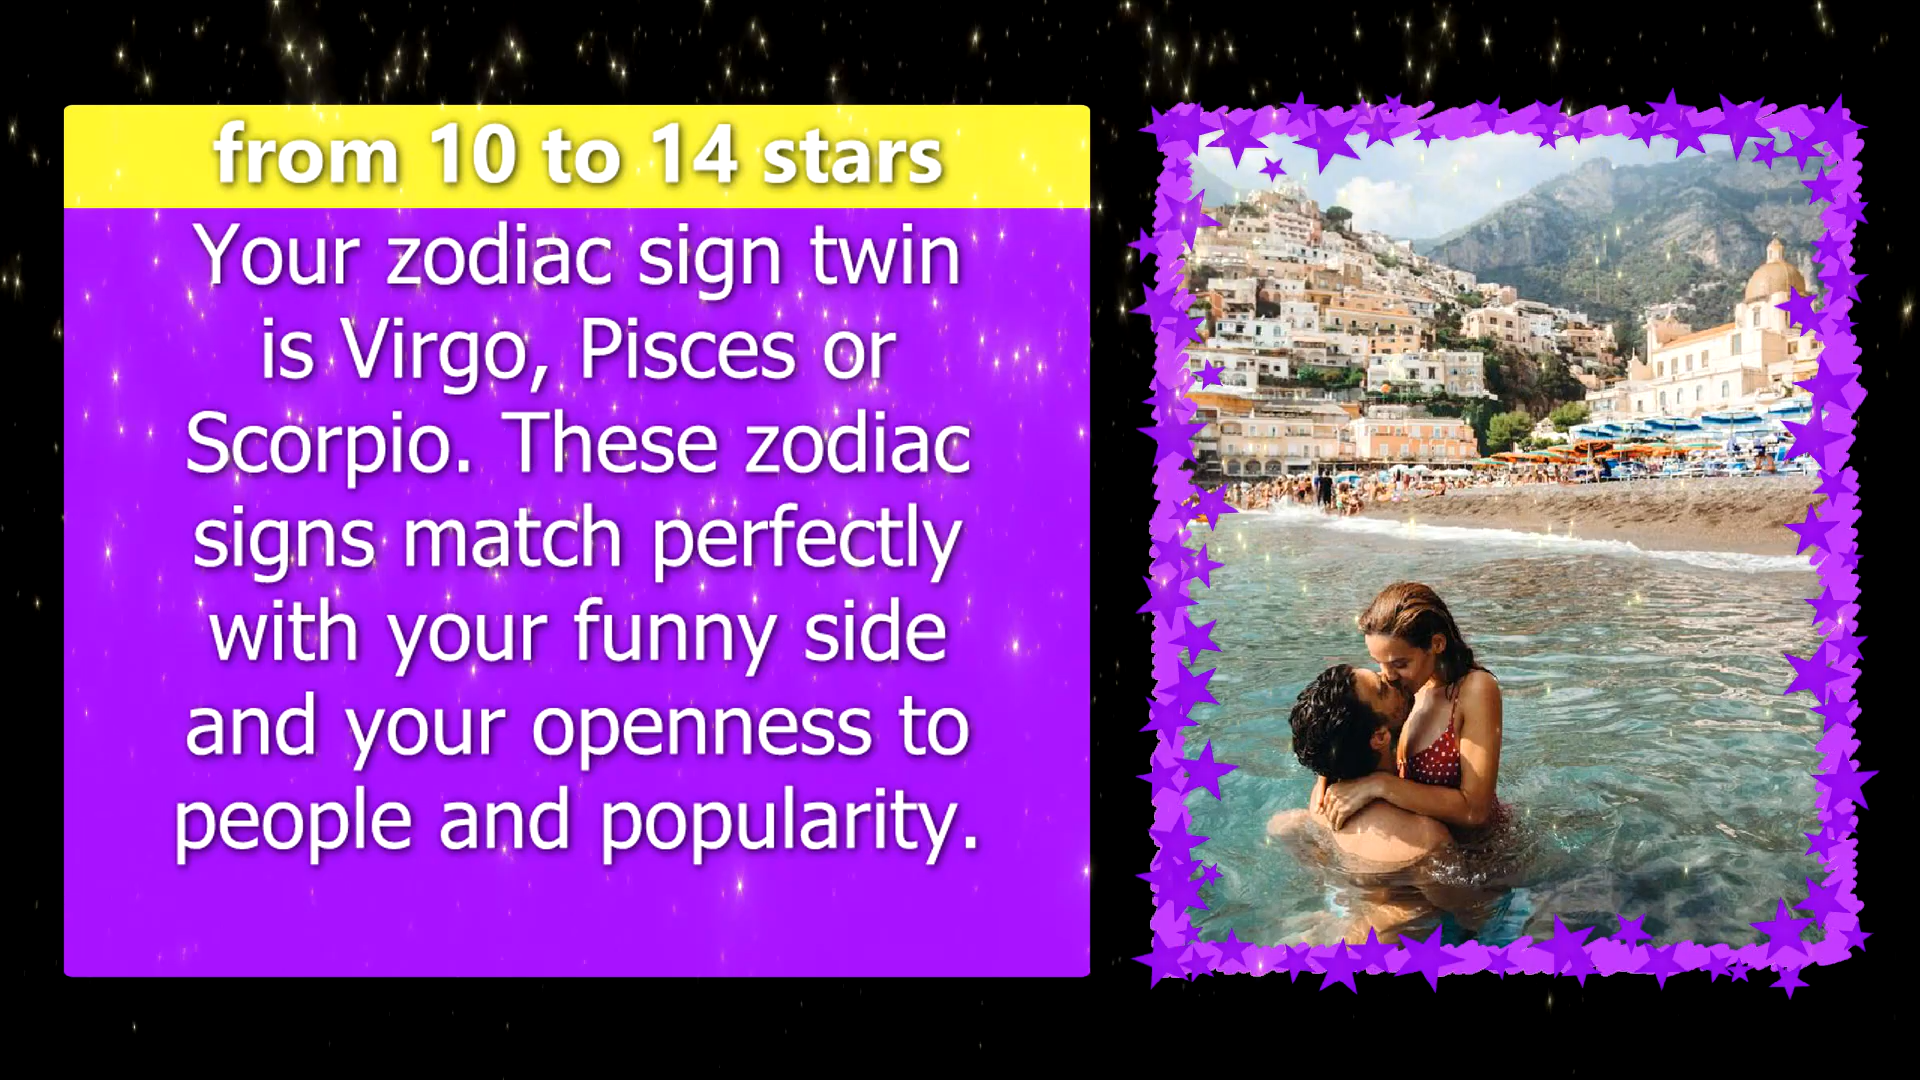 from 10 to 14 stars
Your zodiac sign twin
is Virgo, Pisces or
Scorpio. These zodiac
signs match perfectly
with your funny side
and your openness to
people and popularity.